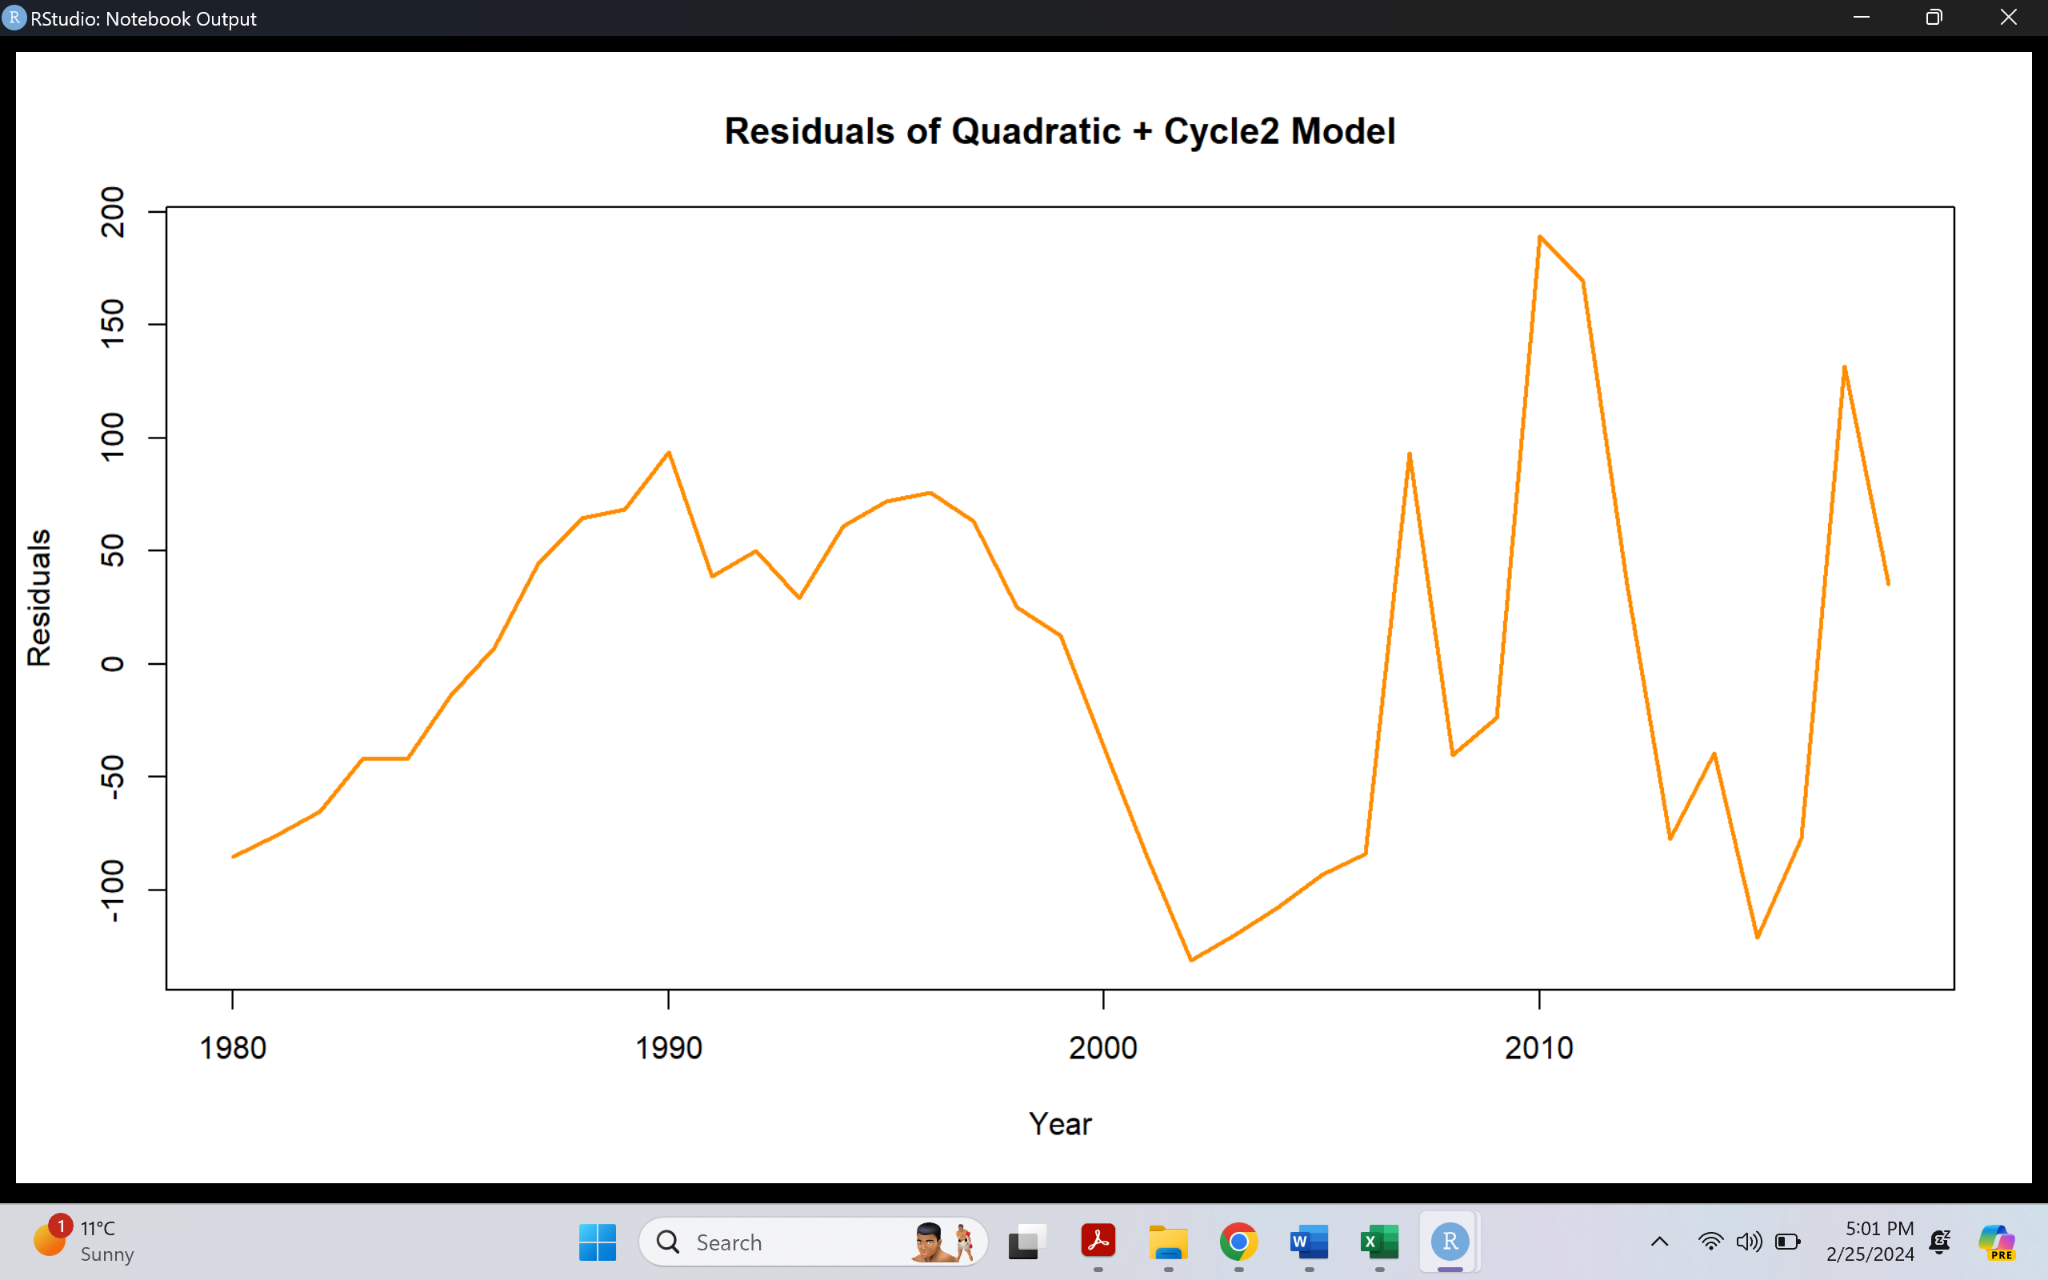 RStudio: Notebook Output
Residuals of Quadratic + Cycle2 Model
200
150
100
50
0
-50
-100
Residuals
1980 1990 2000 2010
Year
1
11°C
Sunny
Search
W
X
R
5:01 PM
2/25/2024
PRE